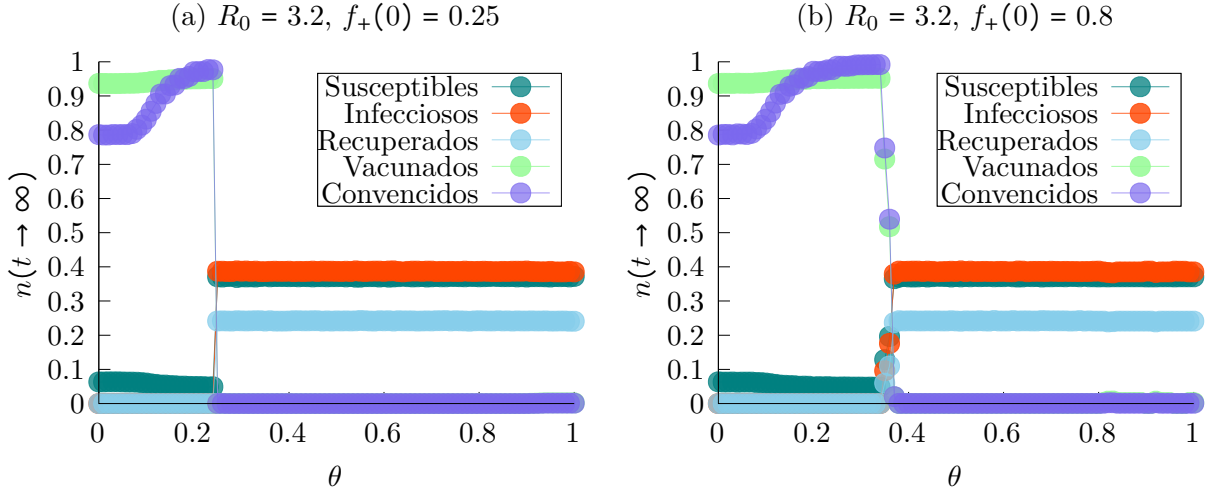 (a) R₀ = 3.2, f₊(0) = 0.25
n(t → ∞)
1
0.9
0.8
0.7
0.6
0.5
0.4
0.3
0.2
0.1
0
Susceptibles
Infecciosos
Recuperados
Vacunados
Convencidos
0 0.2 0.4 0.6 0.8 1
θ
(b) R₀ = 3.2, f₊(0) = 0.8
n(t → ∞)
1
0.9
0.8
0.7
0.6
0.5
0.4
0.3
0.2
0.1
0
Susceptibles
Infecciosos
Recuperados
Vacunados
Convencidos
0 0.2 0.4 0.6 0.8 1
θ